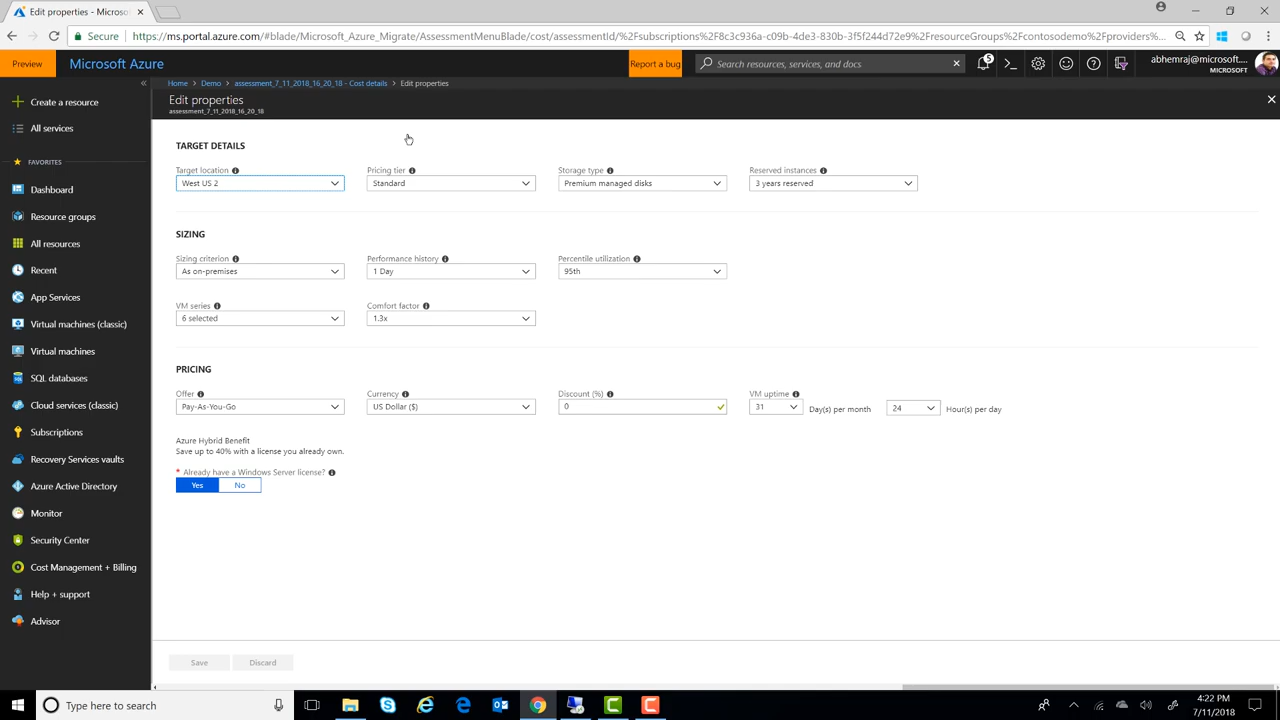 Edit properties - Microso
Secure
https://ms.portal.azure.com/#blade/Microsoft_Azure_Migrate/AssessmentMenuBlade/cost/assessmentId/%2Fsubscriptions%2F8c3c936a-c09b-4de3-830b-3f5f244d72e9%2FresourceGroups%2Fcontosodemo%2Fproviders%...
Preview
Microsoft Azure
Report a bug
Search resources, services, and docs
5
abhemraj@microsoft....
MICROSOFT
Home > Demo > assessment_7_11_2018_16_20_18 - Cost details > Edit properties
Edit properties
assessment_7_11_2018_16_20_18
Create a resource
All services
FAVORITES
Dashboard
Resource groups
All resources
Recent
App Services
Virtual machines (classic)
Virtual machines
SQL databases
Cloud services (classic)
Subscriptions
Recovery Services vaults
Azure Active Directory
Monitor
Security Center
Cost Management + Billing
Help + support
Advisor
TARGET DETAILS
Target location
West US 2
Pricing tier
Standard
Storage type
Premium managed disks
Reserved instances
3 years reserved
SIZING
Sizing criterion
As on-premises
Performance history
1 Day
Percentile utilization
95th
VM series
6 selected
Comfort factor
1.3x
PRICING
Offer
Pay-As-You-Go
Currency
US Dollar ($)
Discount (%)
0
VM uptime
31 Day(s) per month 24 Hour(s) per day
Azure Hybrid Benefit
Save up to 40% with a license you already own.
* Already have a Windows Server license?
Yes No
Save Discard
Type here to search
4:22 PM
7/11/2018